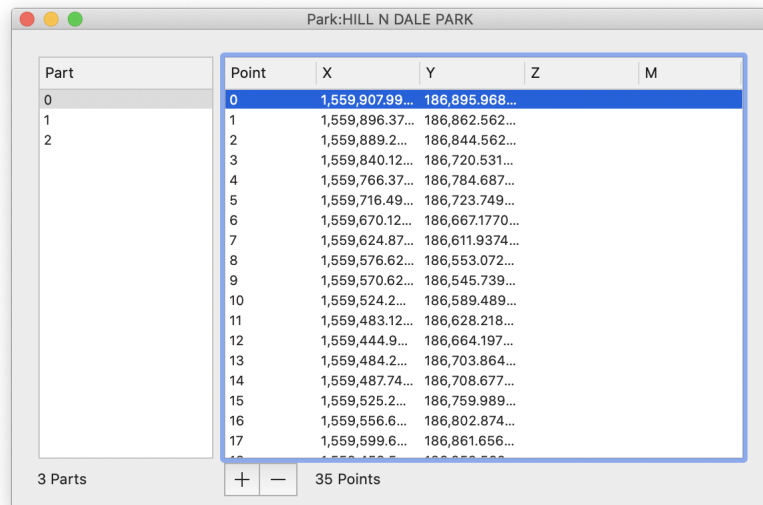 Park:HILL N DALE PARK
Part
0
1
2
Point X Y Z M
0 1,559,907.99... 186,895.968...
1 1,559,896.37... 186,862.562...
2 1,559,889.2... 186,844.562...
3 1,559,840.12... 186,720.531...
4 1,559,766.37... 186,784.687...
5 1,559,716.49... 186,723.749...
6 1,559,670.12... 186,667.1770...
7 1,559,624.87... 186,611.9374...
8 1,559,576.62... 186,553.072...
9 1,559,570.62... 186,545.739...
10 1,559,524.2... 186,589.489...
11 1,559,483.12... 186,628.218...
12 1,559,444.9... 186,664.197...
13 1,559,484.2... 186,703.864...
14 1,559,487.74... 186,708.677...
15 1,559,525.2... 186,759.989...
16 1,559,556.6... 186,802.874...
17 1,559,599.6... 186,861.656...
3 Parts
+ −
35 Points